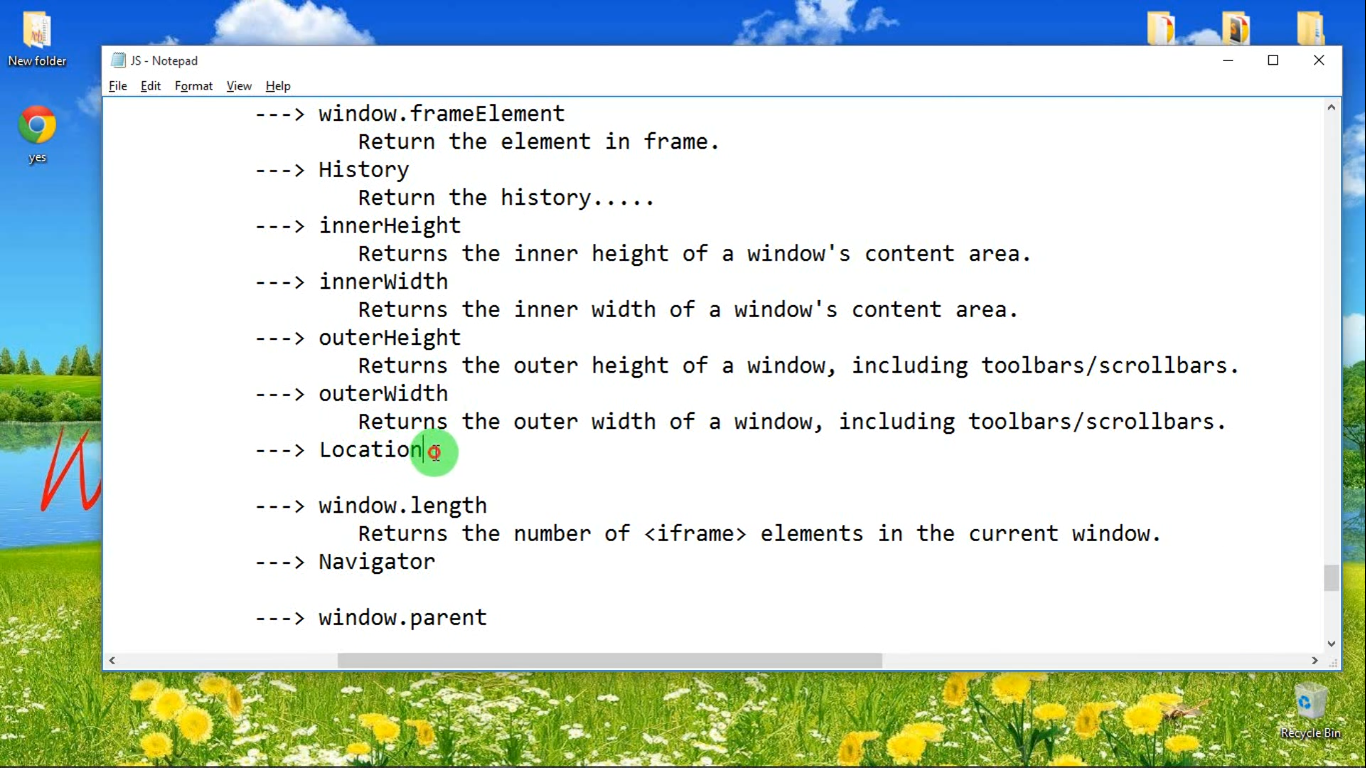 New folder
yes
JS - Notepad
File Edit Format View Help
---> window.frameElement
Return the element in frame.
---> History
Return the history.....
---> innerHeight
Returns the inner height of a window's content area.
---> innerWidth
Returns the inner width of a window's content area.
---> outerHeight
Returns the outer height of a window, including toolbars/scrollbars.
---> outerWidth
Returns the outer width of a window, including toolbars/scrollbars.
---> Location
---> window.length
Returns the number of <iframe> elements in the current window.
---> Navigator
---> window.parent
Recycle Bin